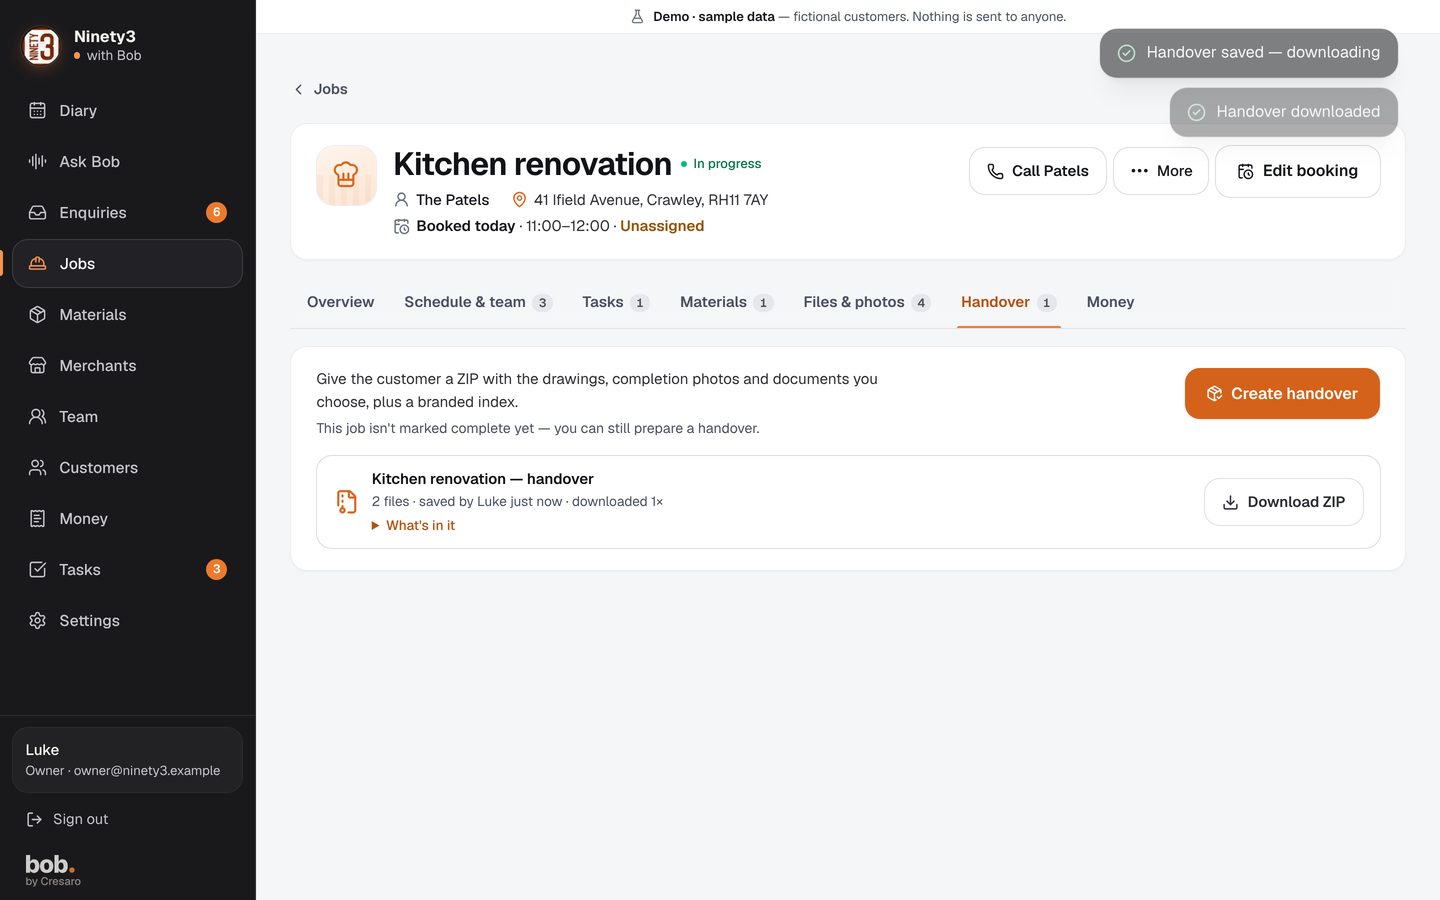 Demo · sample data — fictional customers. Nothing is sent to anyone.
NINETY 3
Ninety3
with Bob
Diary
Ask Bob
Enquiries 6
Jobs
Materials
Merchants
Team
Customers
Money
Tasks 3
Settings
Luke
Owner · owner@ninety3.example
Sign out
bob.
by Cresaro
Handover saved — downloading
Handover downloaded
Jobs
Kitchen renovation In progress
The Patels 41 Ifield Avenue, Crawley, RH11 7AY
Booked today · 11:00–12:00 · Unassigned
Call Patels
More
Edit booking
Overview Schedule & team 3 Tasks 1 Materials 1 Files & photos 4 Handover 1 Money
Give the customer a ZIP with the drawings, completion photos and documents you
choose, plus a branded index.
This job isn't marked complete yet — you can still prepare a handover.
Create handover
Kitchen renovation — handover
2 files · saved by Luke just now · downloaded 1×
What's in it
Download ZIP